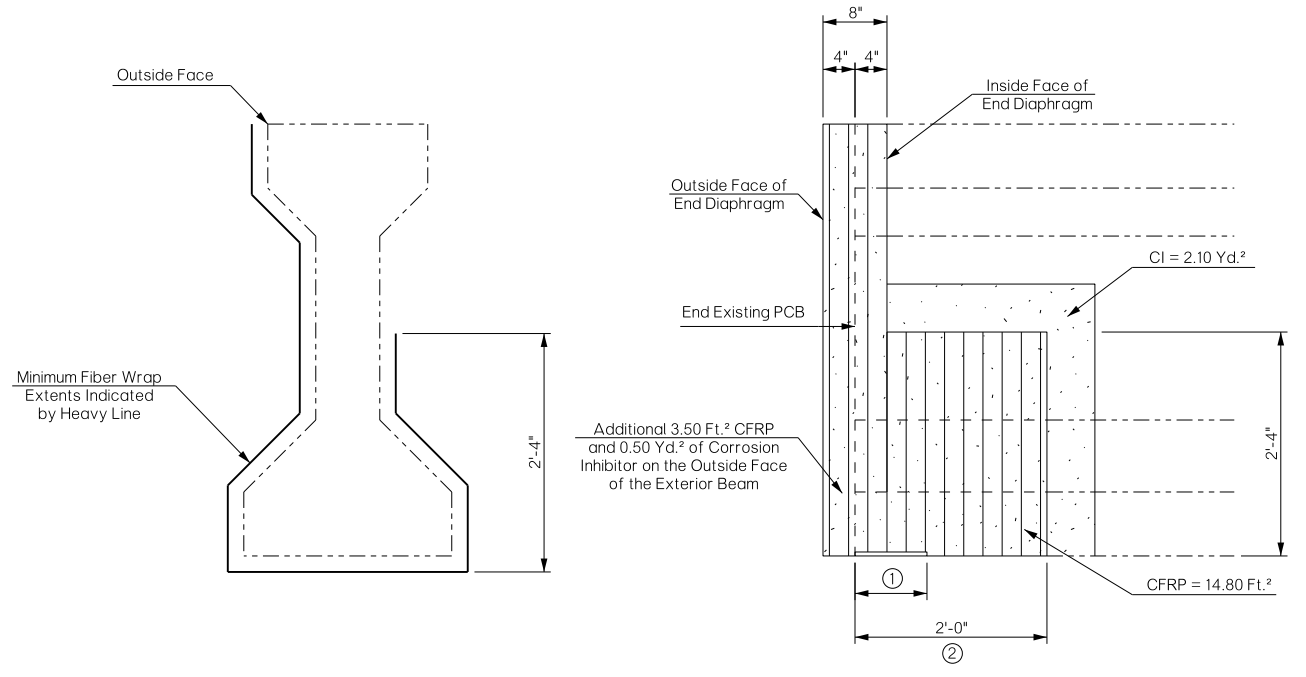 Outside Face
Minimum Fiber Wrap
Extents Indicated
by Heavy Line
2'-4"
8"
4"
4"
Inside Face of
End Diaphragm
Outside Face of
End Diaphragm
CI = 2.10 Yd.²
End Existing PCB
Additional 3.50 Ft.² CFRP
and 0.50 Yd.² of Corrosion
Inhibitor on the Outside Face
of the Exterior Beam
2'-4"
1
CFRP = 14.80 Ft.²
2'-0"
2